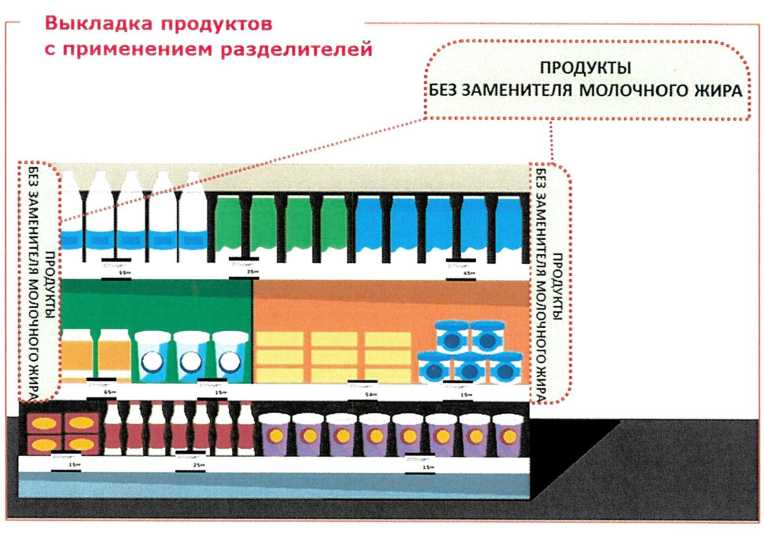 Выкладка продуктов
с применением разделителей
ПРОДУКТЫ
БЕЗ ЗАМЕНИТЕЛЯ МОЛОЧНОГО ЖИРА
ПРОДУКТЫ
БЕЗ ЗАМЕНИТЕЛЯ МОЛОЧНОГО ЖИРА
ПРОДУКТЫ
БЕЗ ЗАМЕНИТЕЛЯ МОЛОЧНОГО ЖИРА